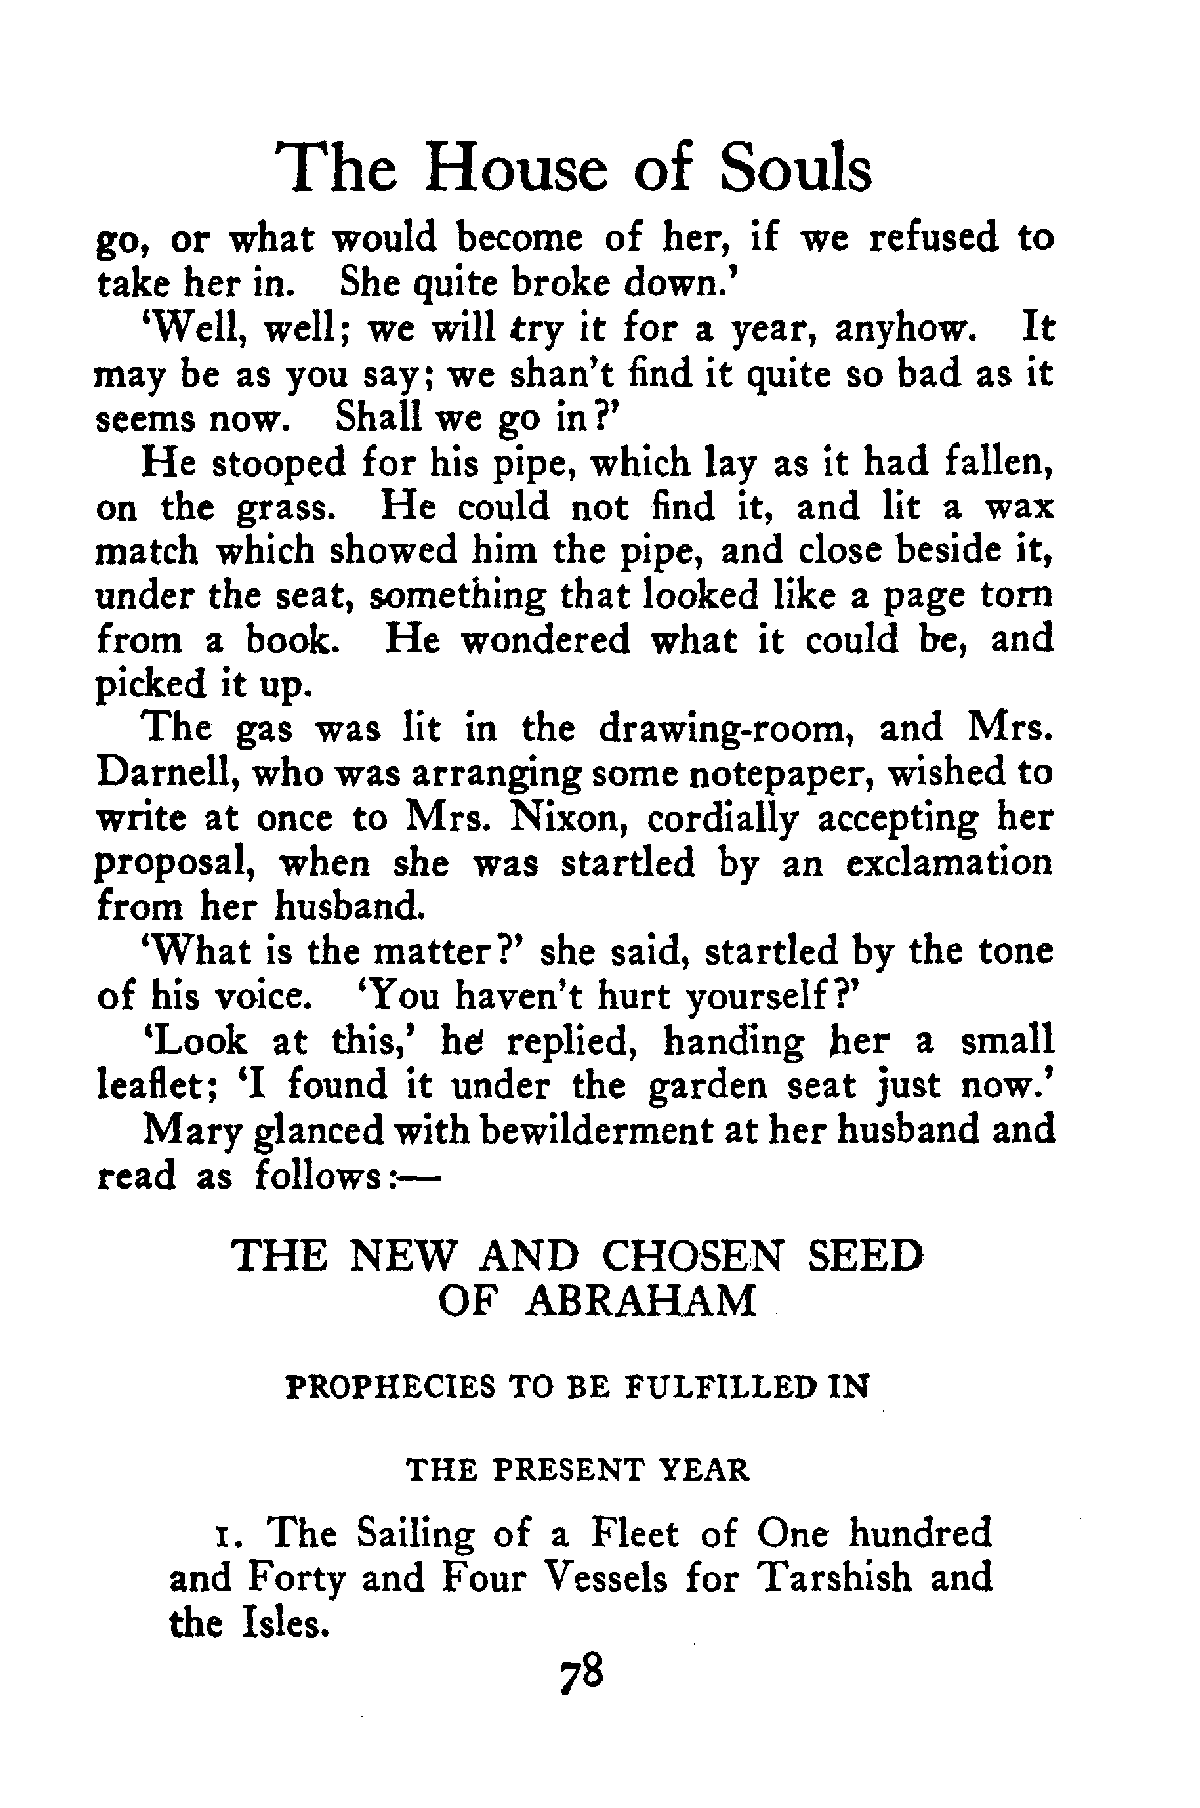 The House of Souls
go, or what would become of her, if we refused to
take her in. She quite broke down.’
‘Well, well; we will try it for a year, anyhow. It
may be as you say; we shan’t find it quite so bad as it
seems now. Shall we go in?’
He stooped for his pipe, which lay as it had fallen,
on the grass. He could not find it, and lit a wax
match which showed him the pipe, and close beside it,
under the seat, something that looked like a page torn
from a book. He wondered what it could be, and
picked it up.
The gas was lit in the drawing-room, and Mrs.
Darnell, who was arranging some notepaper, wished to
write at once to Mrs. Nixon, cordially accepting her
proposal, when she was startled by an exclamation
from her husband.
‘What is the matter?’ she said, startled by the tone
of his voice. ‘You haven’t hurt yourself?’
‘Look at this,’ he replied, handing her a small
leaflet; ‘I found it under the garden seat just now.’
Mary glanced with bewilderment at her husband and
read as follows:—
THE NEW AND CHOSEN SEED
OF ABRAHAM
PROPHECIES TO BE FULFILLED IN
THE PRESENT YEAR
1. The Sailing of a Fleet of One hundred
and Forty and Four Vessels for Tarshish and
the Isles.
78